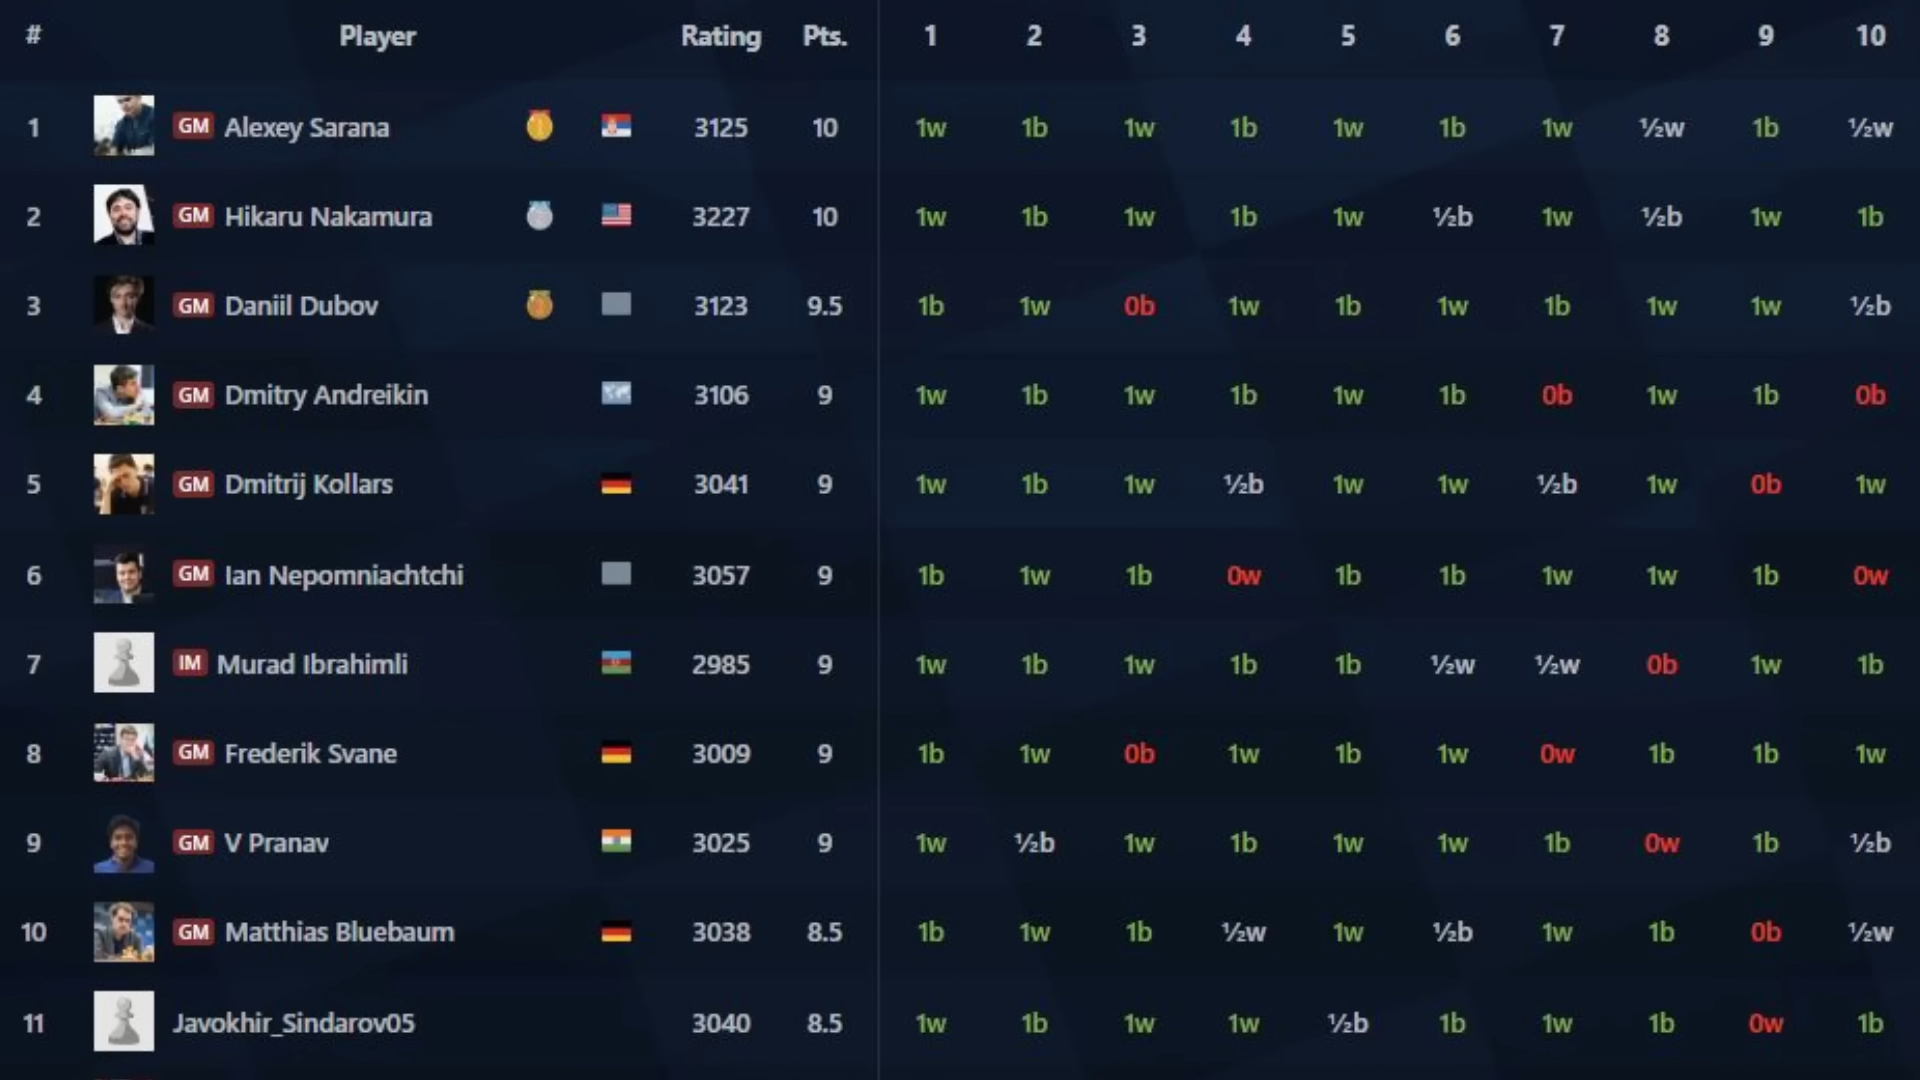 # Player Rating Pts. 1 2 3 4 5 6 7 8 9 10
1 GM Alexey Sarana 3125 10 1w 1b 1w 1b 1w 1b 1w ½w 1b ½w
2 GM Hikaru Nakamura 3227 10 1w 1b 1w 1b 1w ½b 1w ½b 1w 1b
3 GM Daniil Dubov 3123 9.5 1b 1w 0b 1w 1b 1w 1b 1w 1w ½b
4 GM Dmitry Andreikin 3106 9 1w 1b 1w 1b 1w 1b 0b 1w 1b 0b
5 GM Dmitrij Kollars 3041 9 1w 1b 1w ½b 1w 1w ½b 1w 0b 1w
6 GM Ian Nepomniachtchi 3057 9 1b 1w 1b 0w 1b 1b 1w 1w 1b 0w
7 IM Murad Ibrahimli 2985 9 1w 1b 1w 1b 1b ½w ½w 0b 1w 1b
8 GM Frederik Svane 3009 9 1b 1w 0b 1w 1b 1w 0w 1b 1b 1w
9 GM V Pranav 3025 9 1w ½b 1w 1b 1w 1w 1b 0w 1b ½b
10 GM Matthias Bluebaum 3038 8.5 1b 1w 1b ½w 1w ½b 1w 1b 0b ½w
11 Javokhir_Sindarov05 3040 8.5 1w 1b 1w 1w ½b 1b 1w 1b 0w 1b